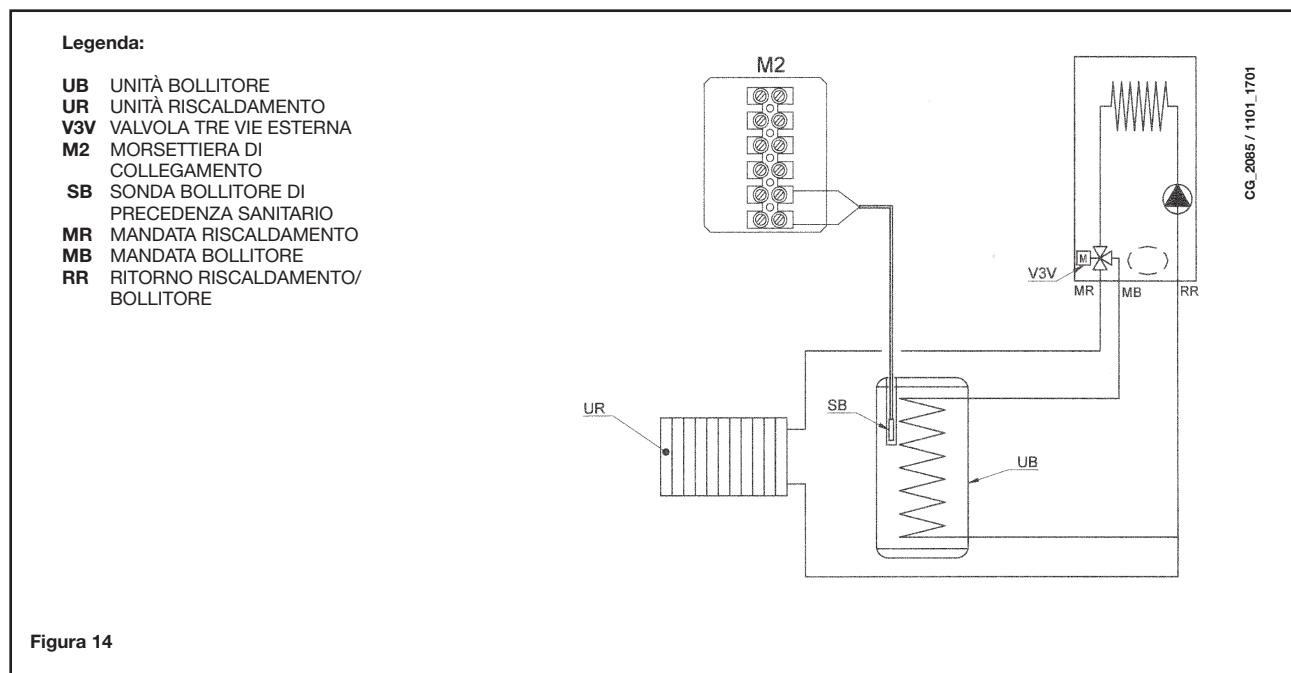 Legenda:
UB UNITÀ BOLLITORE
UR UNITÀ RISCALDAMENTO
V3V VALVOLA TRE VIE ESTERNA
M2 MORSETTIERA DI
COLLEGAMENTO
SB SONDA BOLLITORE DI
PRECEDENZA SANITARIO
MR MANDATA RISCALDAMENTO
MB MANDATA BOLLITORE
RR RITORNO RISCALDAMENTO/
BOLLITORE
M2
CG_2085 / 1101_1701
M
V3V
MR MB RR
UR
SB
UB
Figura 14